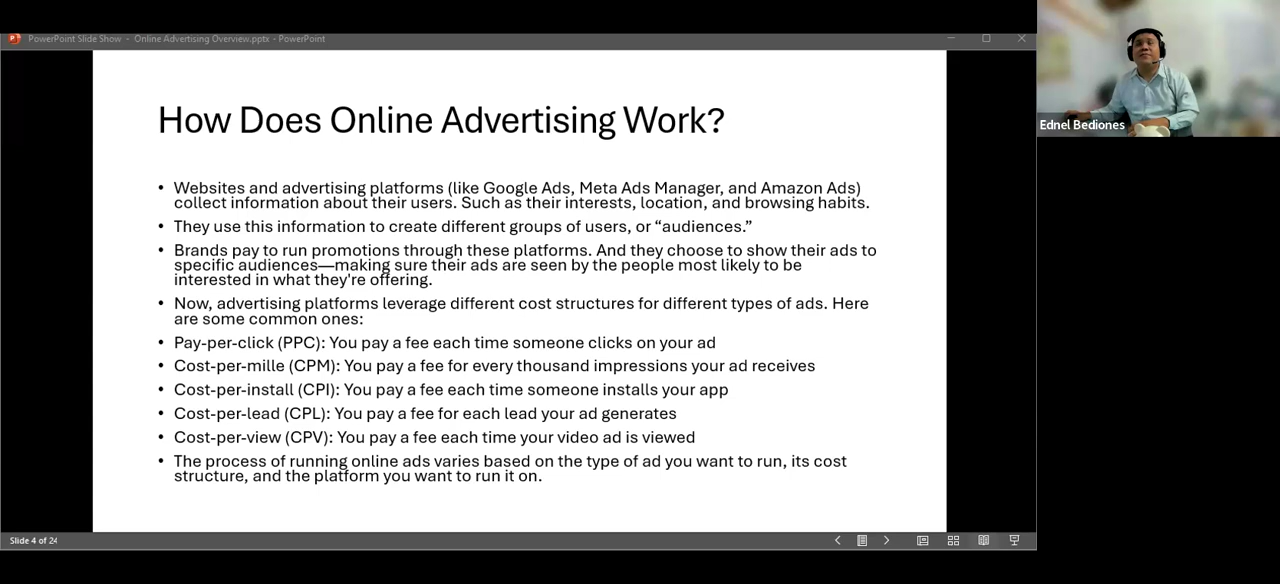 PowerPoint Slide Show - Online Advertising Overview.pptx - PowerPoint
How Does Online Advertising Work?
• Websites and advertising platforms (like Google Ads, Meta Ads Manager, and Amazon Ads)
collect information about their users. Such as their interests, location, and browsing habits.
• They use this information to create different groups of users, or “audiences.”
• Brands pay to run promotions through these platforms. And they choose to show their ads to
specific audiences—making sure their ads are seen by the people most likely to be
interested in what they're offering.
• Now, advertising platforms leverage different cost structures for different types of ads. Here
are some common ones:
• Pay-per-click (PPC): You pay a fee each time someone clicks on your ad
• Cost-per-mille (CPM): You pay a fee for every thousand impressions your ad receives
• Cost-per-install (CPI): You pay a fee each time someone installs your app
• Cost-per-lead (CPL): You pay a fee for each lead your ad generates
• Cost-per-view (CPV): You pay a fee each time your video ad is viewed
• The process of running online ads varies based on the type of ad you want to run, its cost
structure, and the platform you want to run it on.
Slide 4 of 24
Ednel Bediones